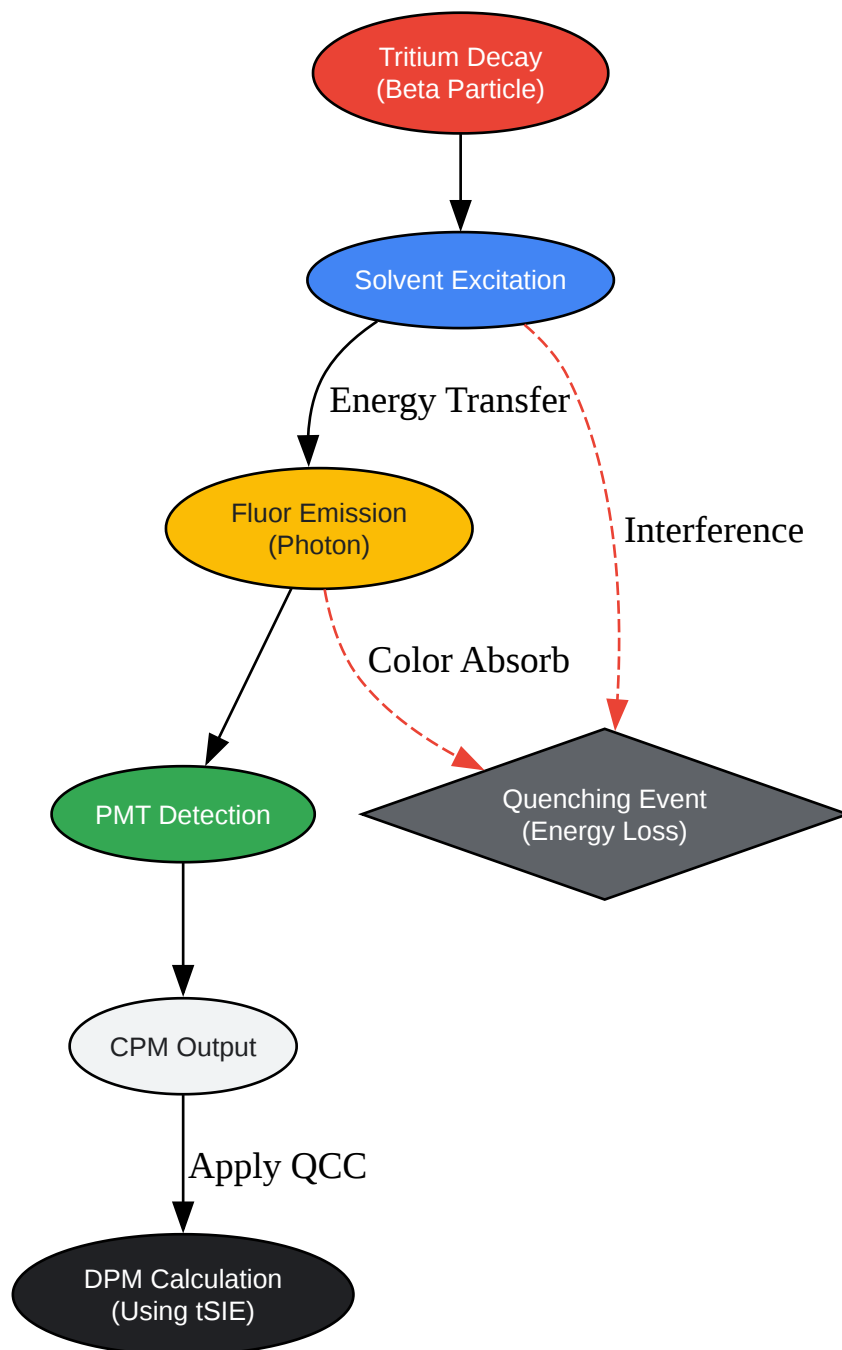 Tritium Decay
(Beta Particle)
Solvent Excitation
Energy Transfer
Fluor Emission
(Photon)
Interference
Color Absorb
PMT Detection
Quenching Event
(Energy Loss)
CPM Output
Apply QCC
DPM Calculation
(Using tSIE)